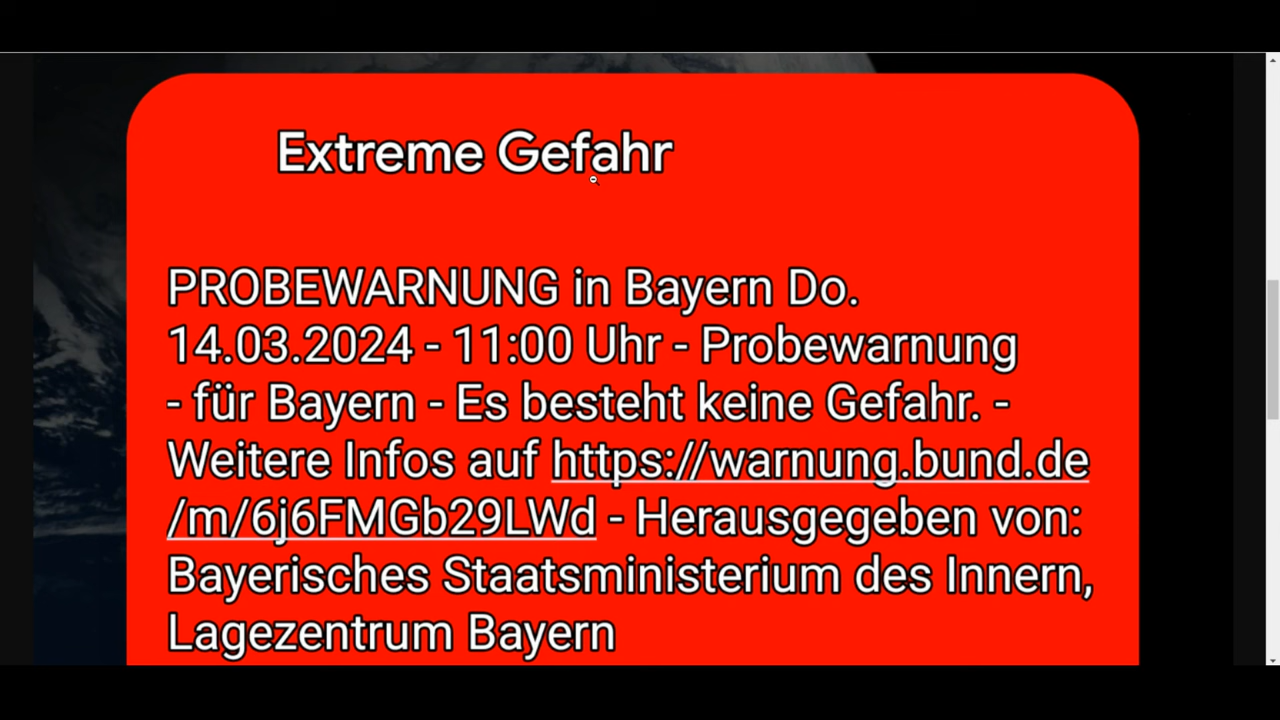 Extreme Gefahr
PROBEWARNUNG in Bayern Do.
14.03.2024 - 11:00 Uhr - Probewarnung
- für Bayern - Es besteht keine Gefahr. -
Weitere Infos auf https://warnung.bund.de
/m/6j6FMGb29LWd - Herausgegeben von:
Bayerisches Staatsministerium des Innern,
Lagezentrum Bayern